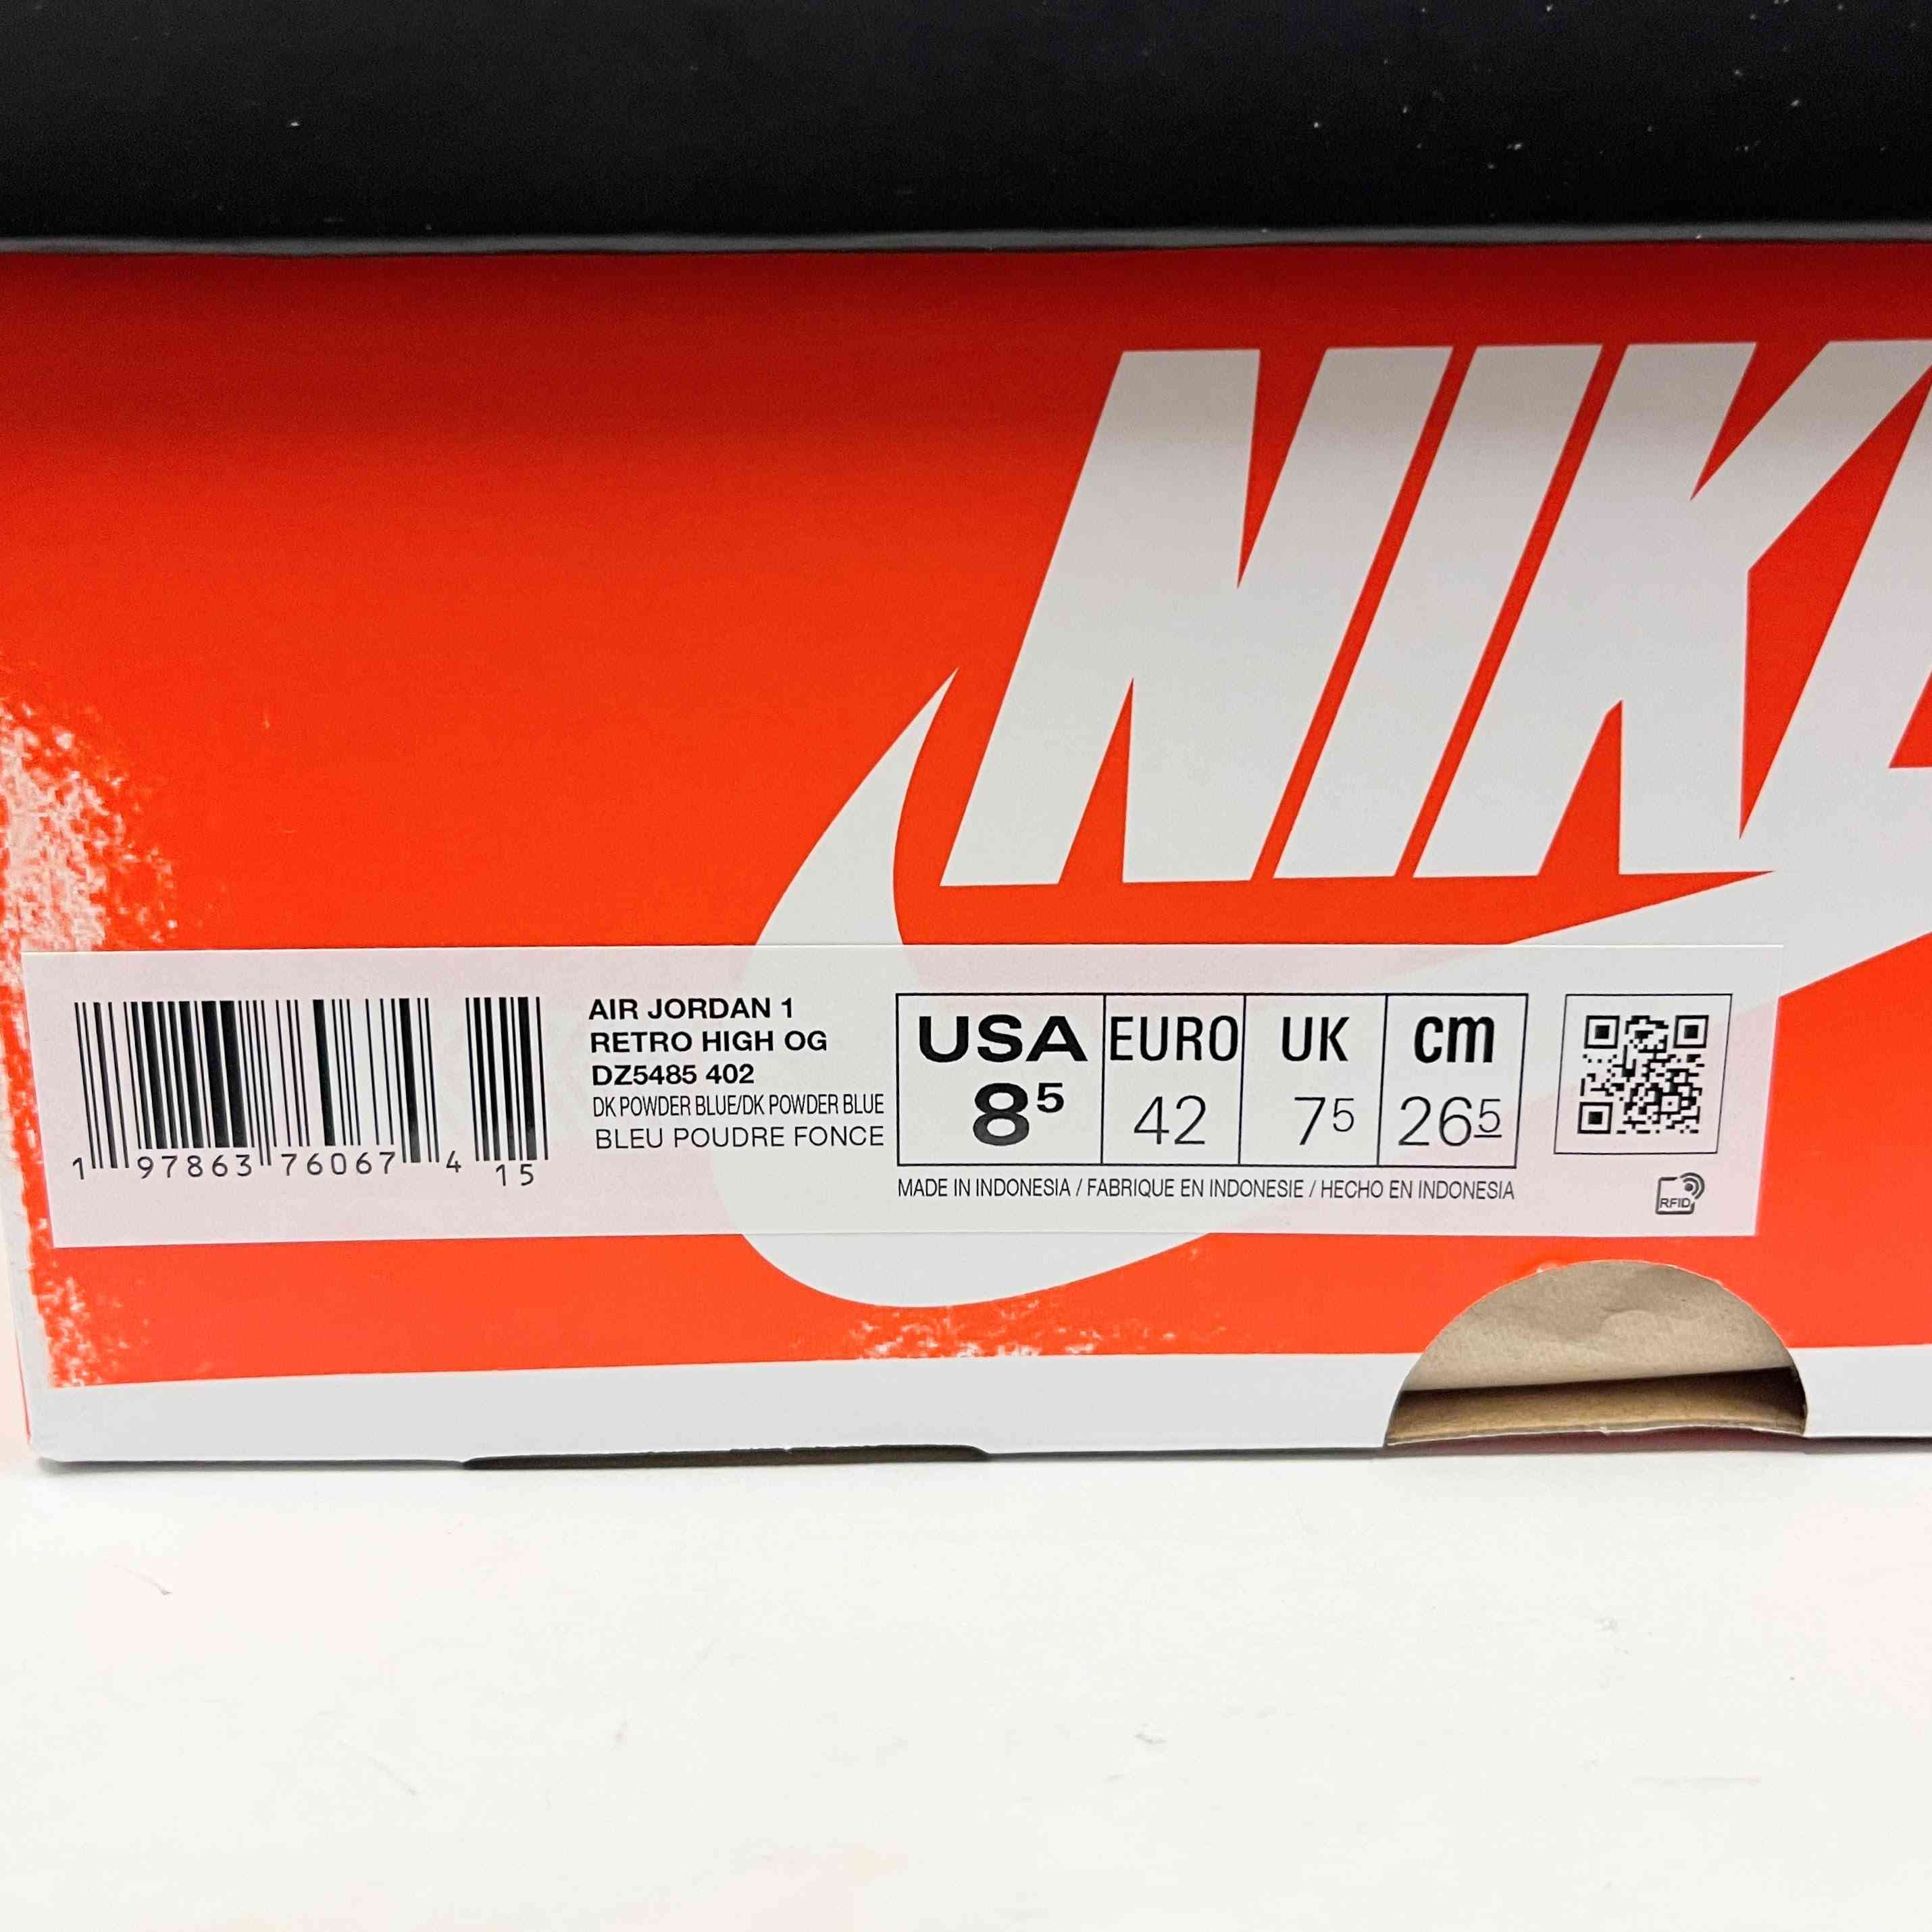 NIKE
AIR JORDAN 1
RETRO HIGH OG
DZ5485 402
DK POWDER BLUE/DK POWDER BLUE
BLEU POUDRE FONCE
1 97863 76067 4 15
USA EURO UK cm
8⁵ 42 7⁵ 26⁵
MADE IN INDONESIA / FABRIQUE EN INDONESIE / HECHO EN INDONESIA
RFID